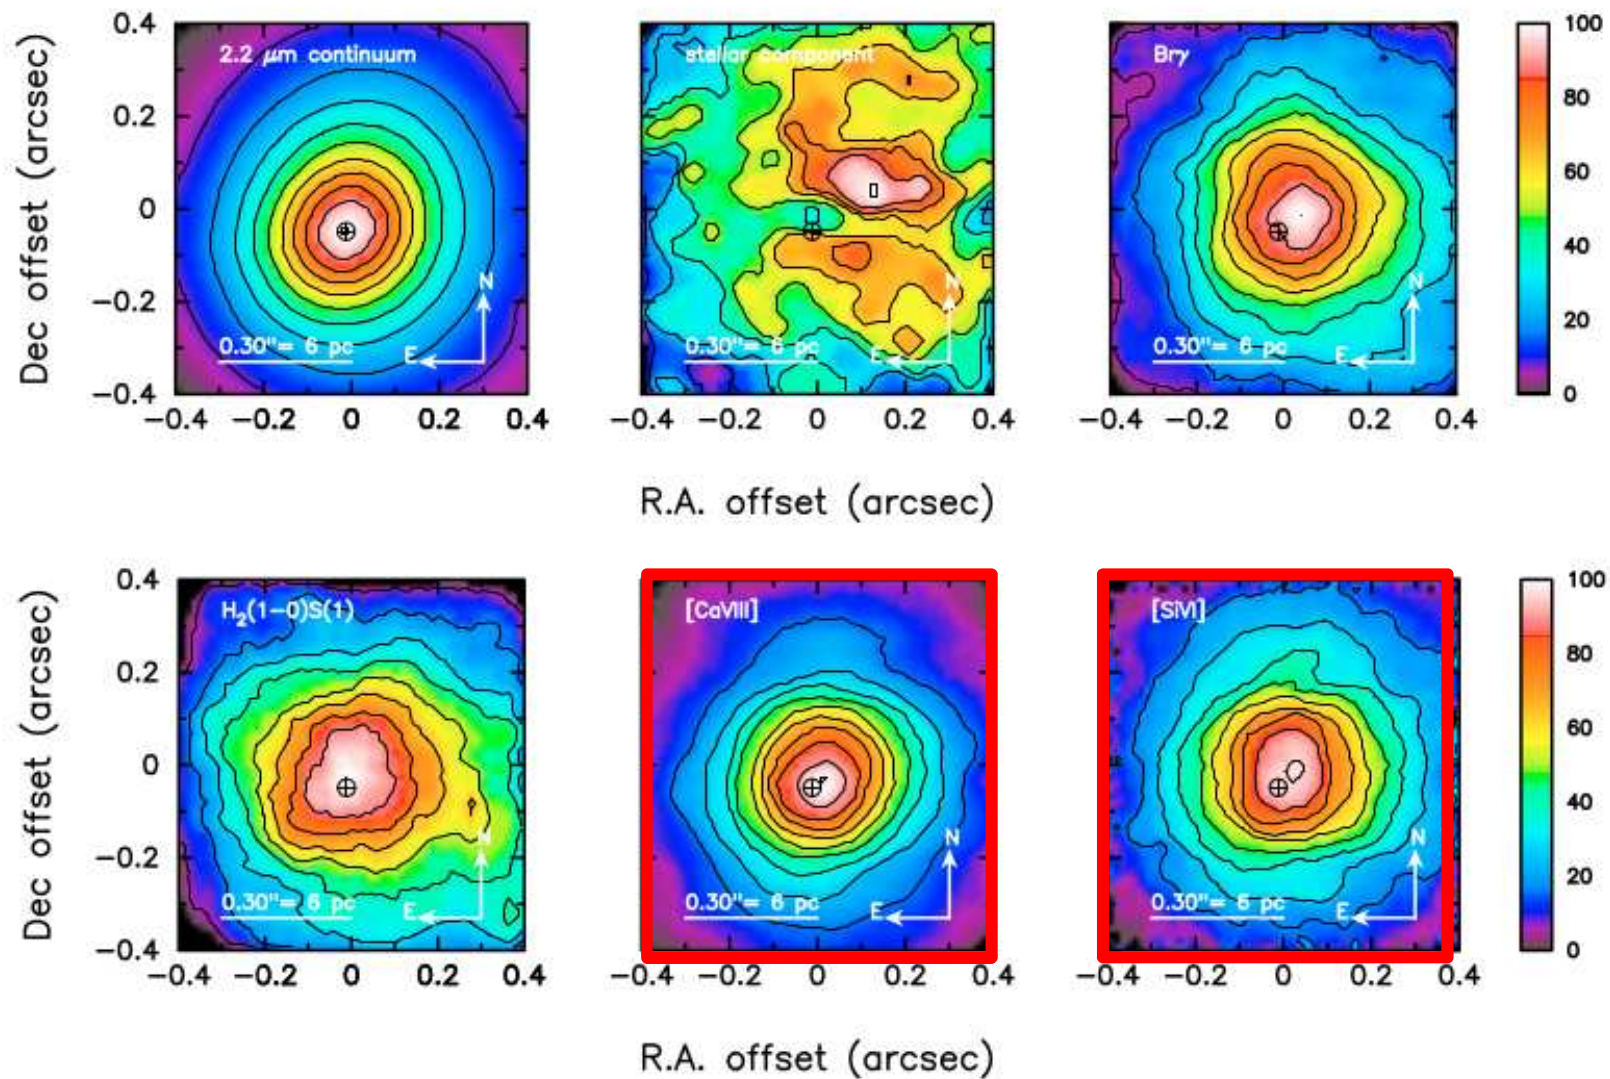 Dec offset (arcsec)
0.4
0.2
0
−0.2
−0.4
2.2 μm continuum
0.30"= 6 pc
N
E
−0.4 −0.2 0 0.2 0.4
stellar component
0.30"= 6 pc
N
E
−0.4 −0.2 0 0.2 0.4
Brγ
0.30"= 6 pc
N
E
−0.4 −0.2 0 0.2 0.4
100
80
60
40
20
0
R.A. offset (arcsec)
Dec offset (arcsec)
0.4
0.2
0
−0.2
−0.4
H₂(1−0)S(1)
0.30"= 6 pc
N
E
−0.4 −0.2 0 0.2 0.4
[CaVIII]
0.30"= 6 pc
N
E
−0.4 −0.2 0 0.2 0.4
[SiVI]
0.30"= 6 pc
N
E
−0.4 −0.2 0 0.2 0.4
100
80
60
40
20
0
R.A. offset (arcsec)